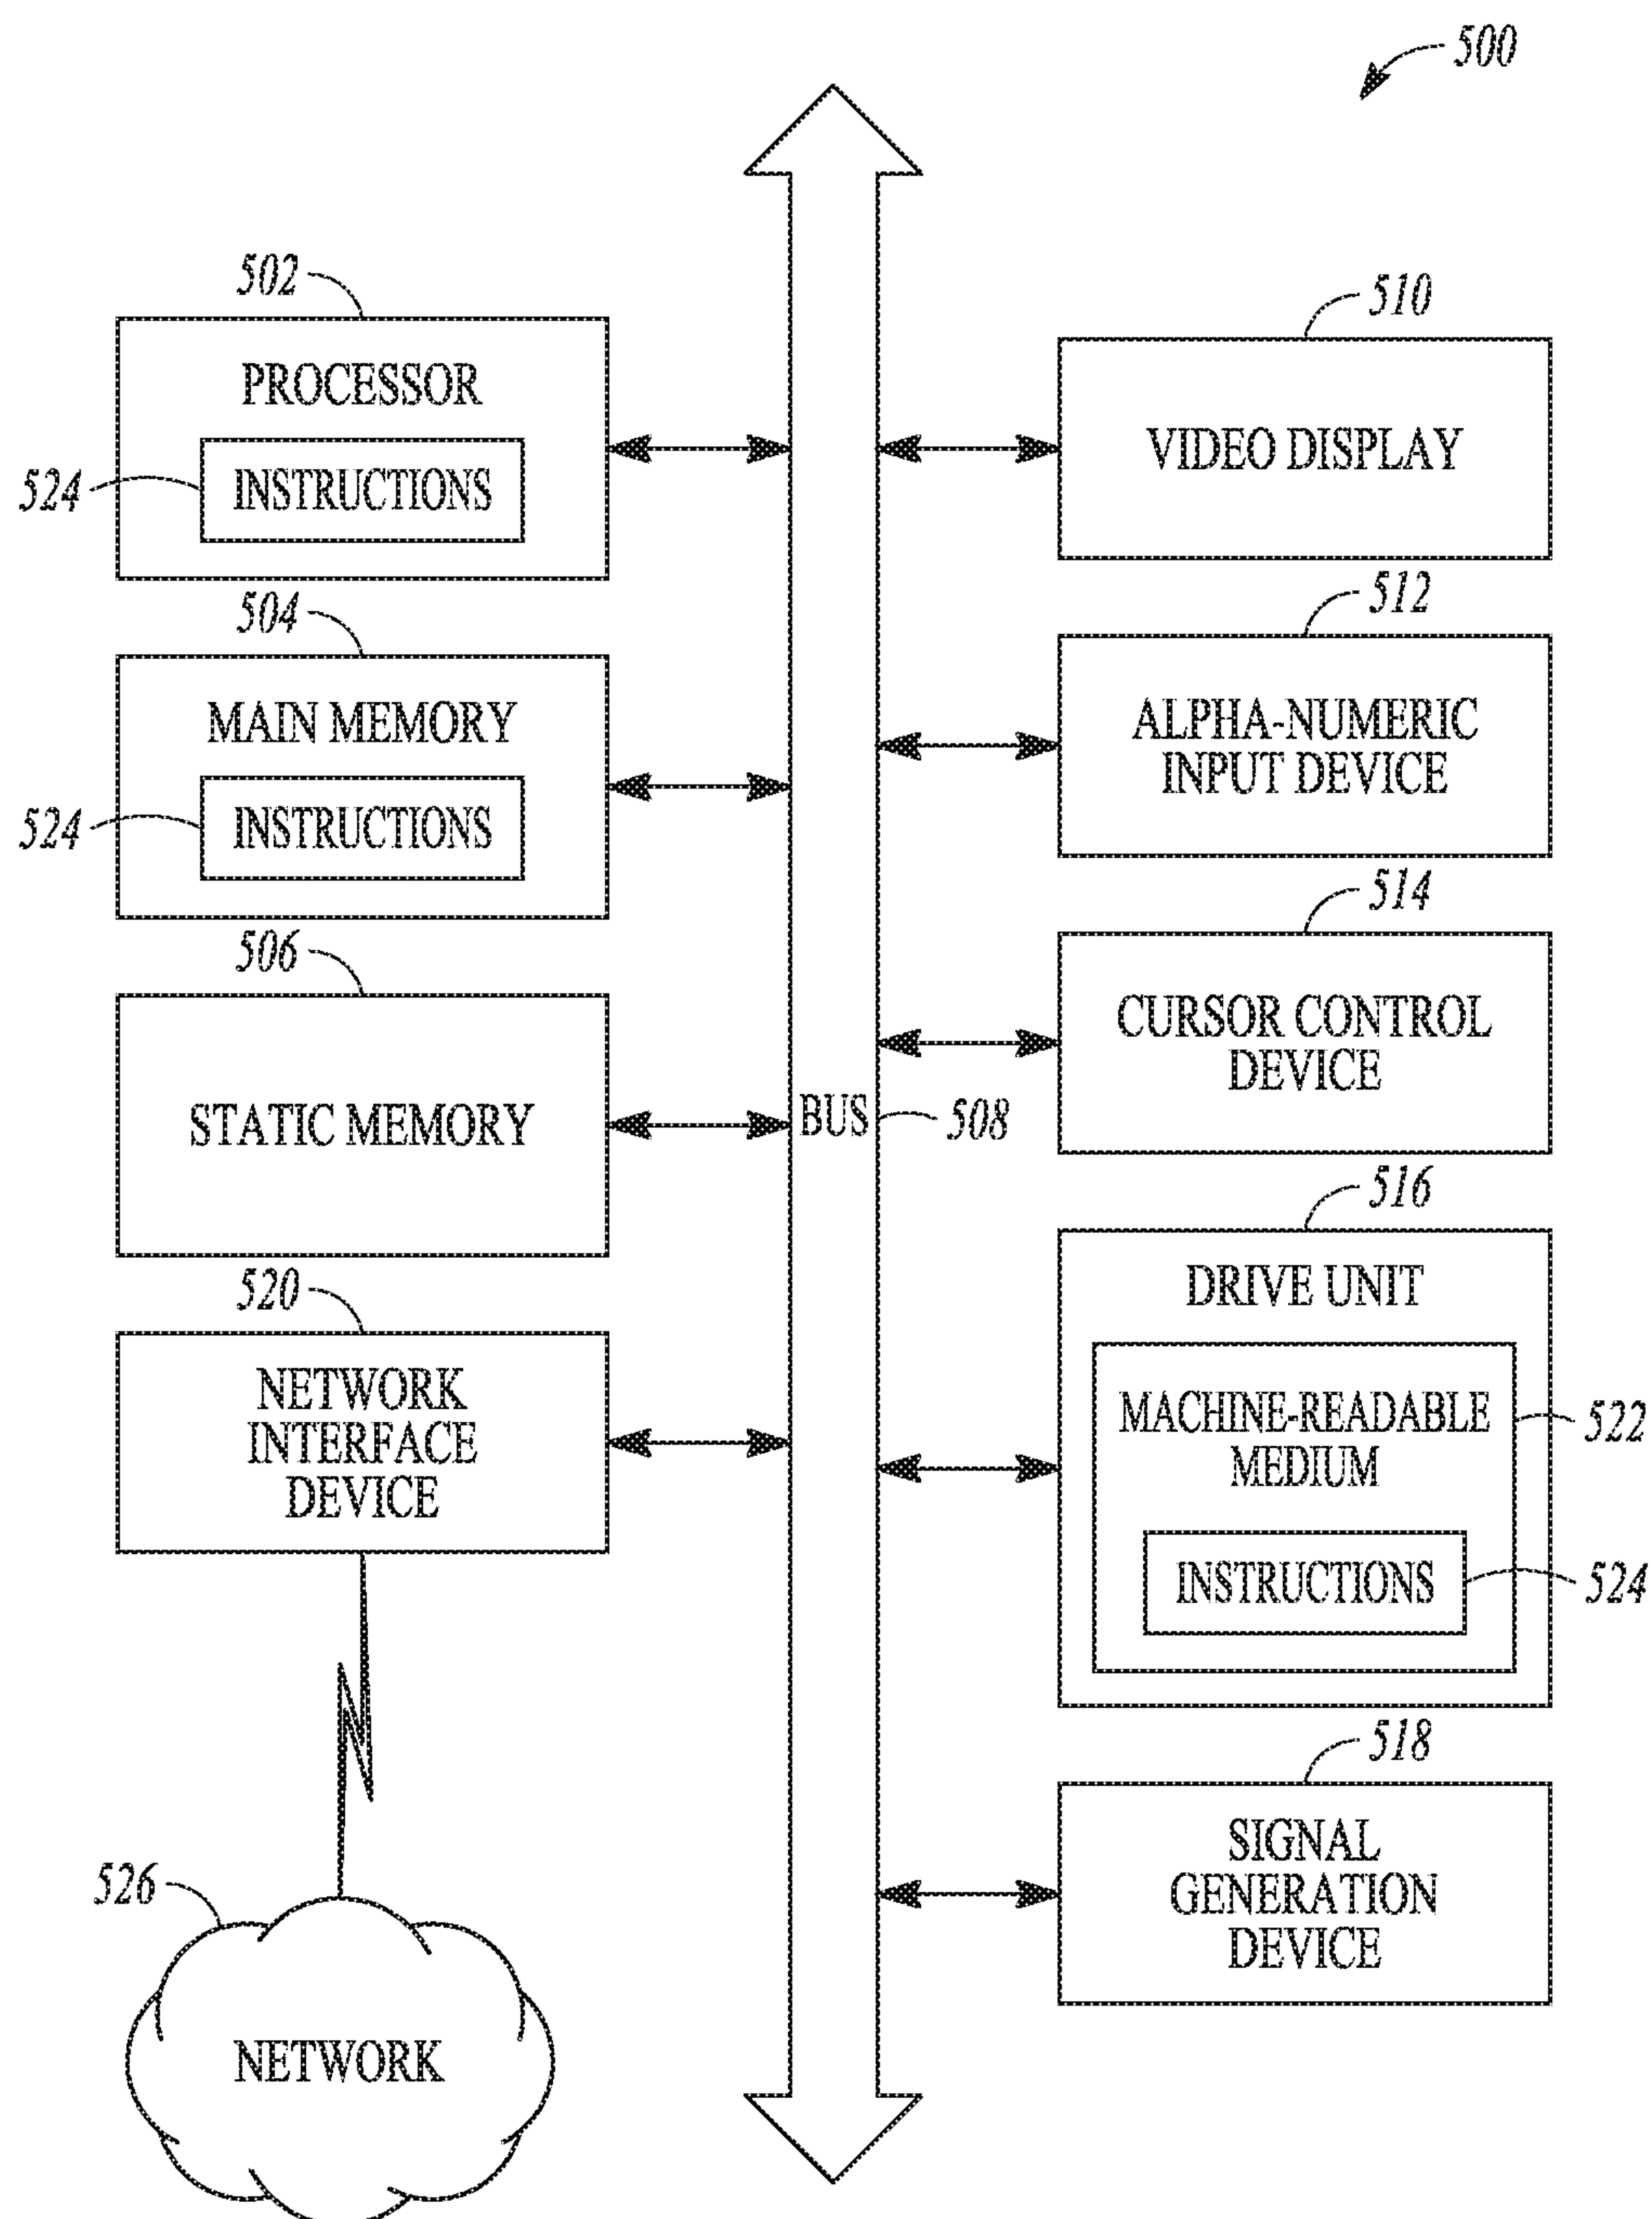 500
502
PROCESSOR
524
INSTRUCTIONS
504
MAIN MEMORY
524
INSTRUCTIONS
506
STATIC MEMORY
520
NETWORK
INTERFACE
DEVICE
526
NETWORK
BUS
508
510
VIDEO DISPLAY
512
ALPHA-NUMERIC
INPUT DEVICE
514
CURSOR CONTROL
DEVICE
516
DRIVE UNIT
MACHINE-READABLE
MEDIUM
522
INSTRUCTIONS
524
518
SIGNAL
GENERATION
DEVICE